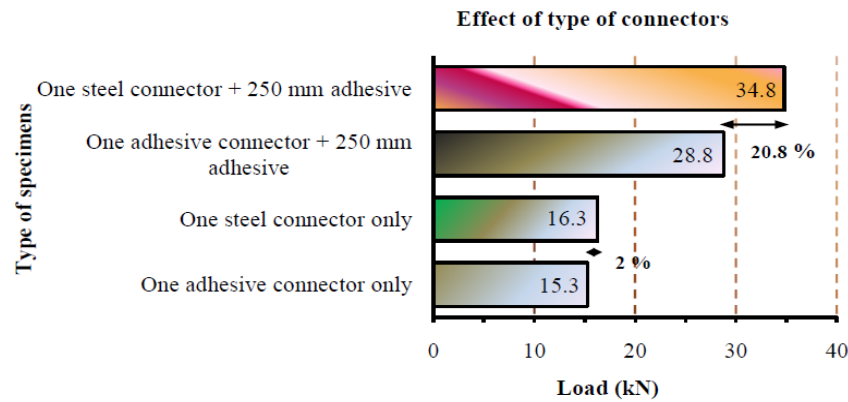 Effect of type of connectors
Type of specimens
One steel connector + 250 mm adhesive
34.8
One adhesive connector + 250 mm
adhesive
28.8
20.8 %
One steel connector only
16.3
2 %
One adhesive connector only
15.3
0 10 20 30 40
Load (kN)